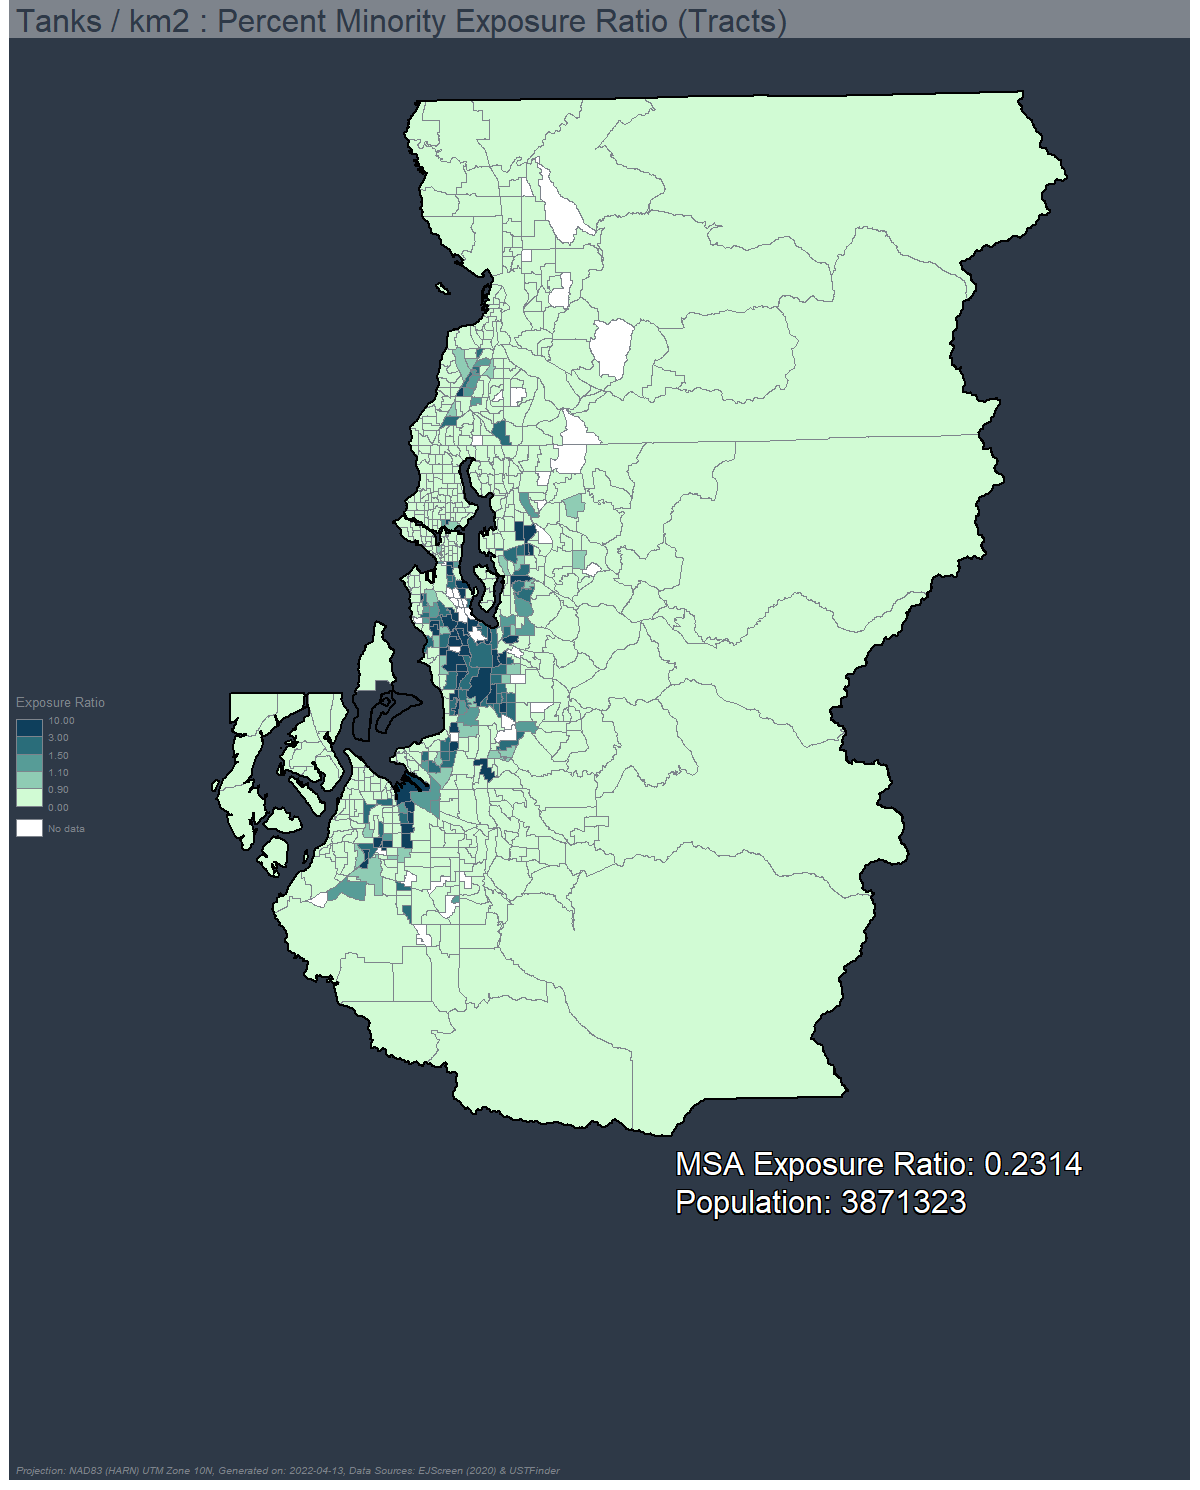 Tanks / km2 : Percent Minority Exposure Ratio (Tracts)
Exposure Ratio
10.00
3.00
1.50
1.10
0.90
0.00
No data
MSA Exposure Ratio: 0.2314
Population: 3871323
Projection: NAD83 (HARN) UTM Zone 10N, Generated on: 2022-04-13, Data Sources: EJScreen (2020) & USTFinder